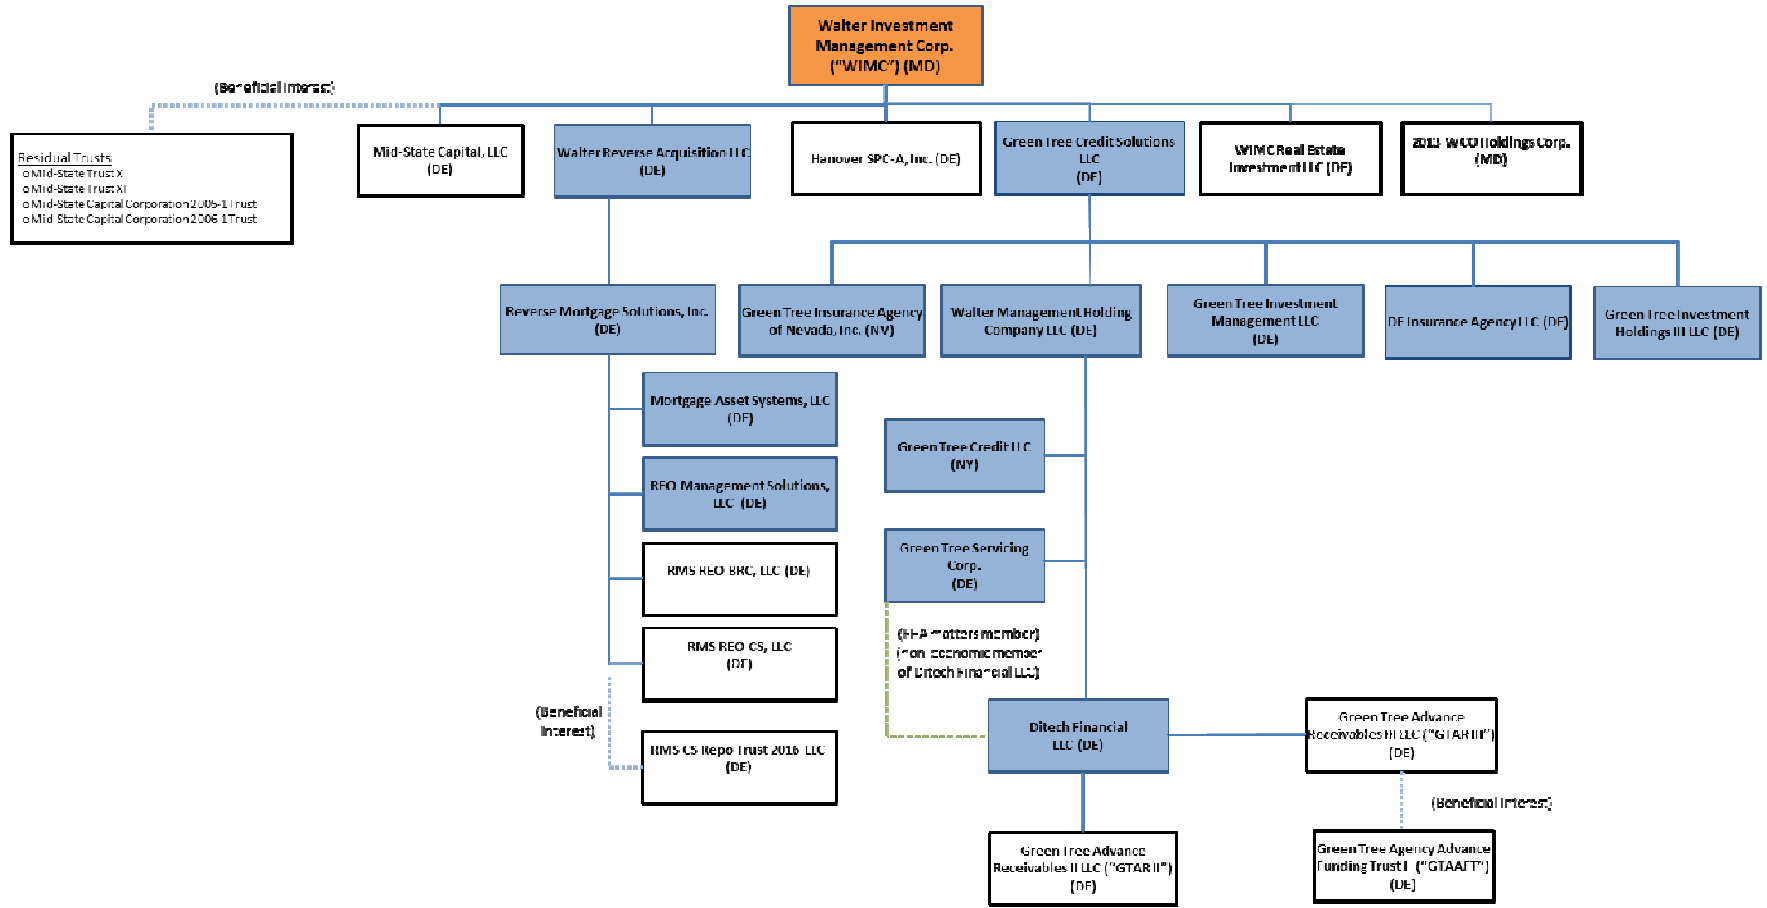 Walter Investment
Management Corp.
("WIMC") (MD)
(Beneficial Interest)
Residual Trusts
o Mid-State Trust X
o Mid-State Trust XI
o Mid-State Capital Corporation 2005-1 Trust
o Mid-State Capital Corporation 2006-1 Trust
Mid-State Capital, LLC
(DE)
Walter Reverse Acquisition LLC
(DE)
Hanover SPC-A, Inc. (DE)
Green Tree Credit Solutions
LLC
(DE)
WIMC Real Estate
Investment LLC (DE)
2013 WCO Holdings Corp.
(MD)
Reverse Mortgage Solutions, Inc.
(DE)
Green Tree Insurance Agency
of Nevada, Inc. (NV)
Walter Management Holding
Company LLC (DE)
Green Tree Investment
Management LLC
(DE)
DF Insurance Agency LLC (DE)
Green Tree Investment
Holdings III LLC (DE)
Mortgage Asset Systems, LLC
(DE)
REO Management Solutions,
LLC (DE)
RMS REO BRC, LLC (DE)
RMS REO CS, LLC
(DE)
(Beneficial
Interest)
RMS CS Repo Trust 2016 LLC
(DE)
Green Tree Credit LLC
(NY)
Green Tree Servicing
Corp.
(DE)
(FHA matters member)
(non-economic member
of Ditech Financial LLC)
Ditech Financial
LLC (DE)
Green Tree Advance
Receivables III LLC ("GTAR III")
(DE)
(Beneficial Interest)
Green Tree Advance
Receivables II LLC ("GTAR II")
(DE)
Green Tree Agency Advance
Funding Trust I ("GTAAFT")
(DE)